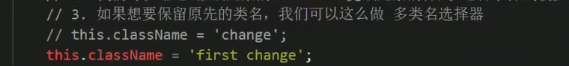 // 3. 如果想要保留原先的类名，我们可以这么做 多类名选择器
// this.className = 'change';
this.className = 'first change';